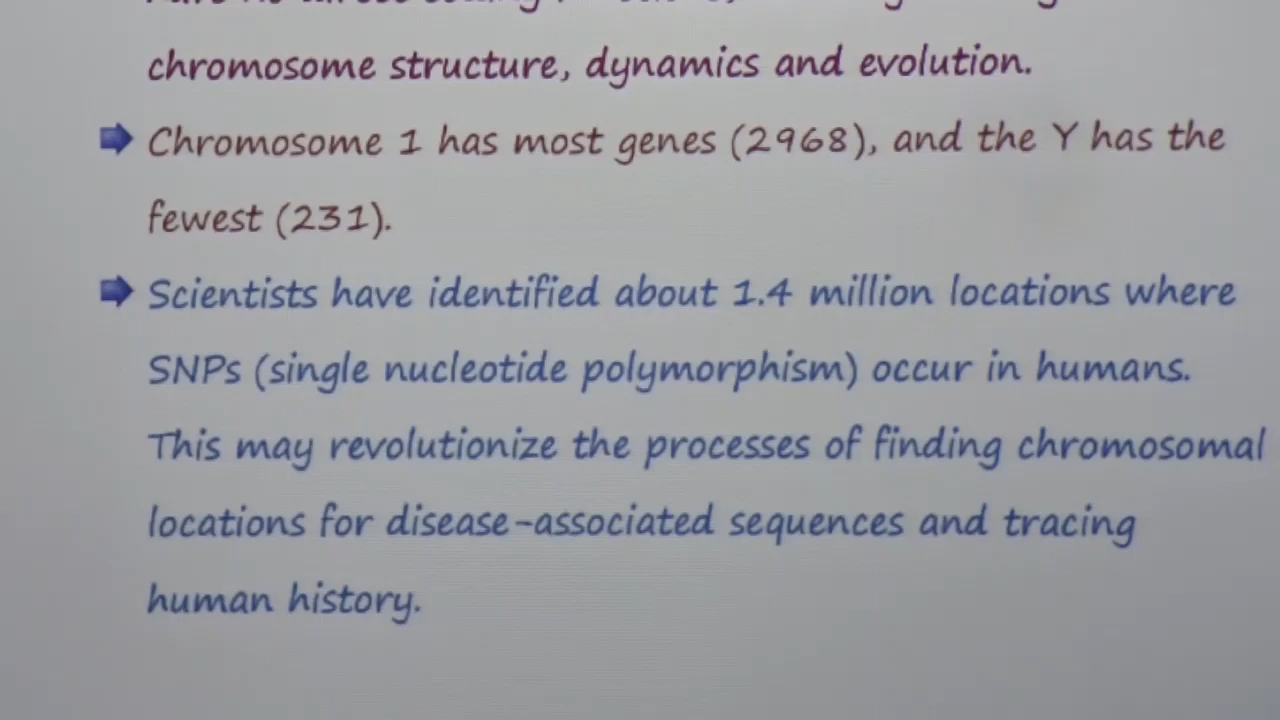 chromosome structure, dynamics and evolution.
Chromosome 1 has most genes (2968), and the Y has the
fewest (231).
Scientists have identified about 1.4 million locations where
SNPs (single nucleotide polymorphism) occur in humans.
This may revolutionize the processes of finding chromosomal
locations for disease-associated sequences and tracing
human history.